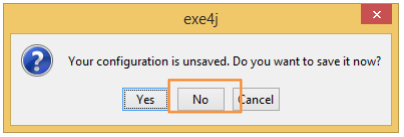 exe4j
Your configuration is unsaved. Do you want to save it now?
Yes No Cancel